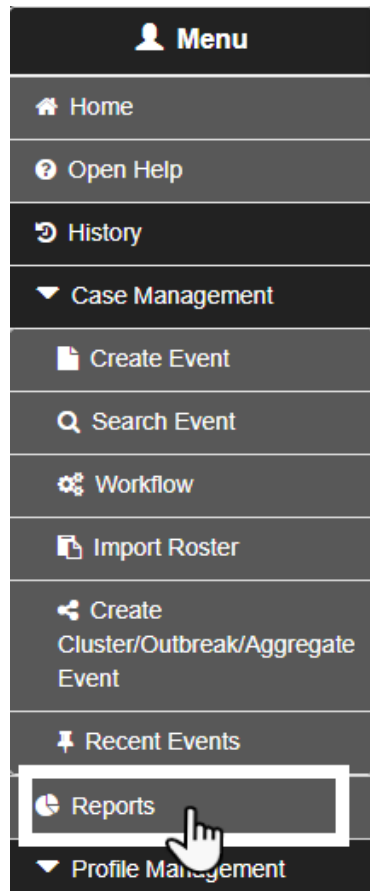 Menu
Home
Open Help
History
Case Management
Create Event
Search Event
Workflow
Import Roster
Create
Cluster/Outbreak/Aggregate
Event
Recent Events
Reports
Profile Management